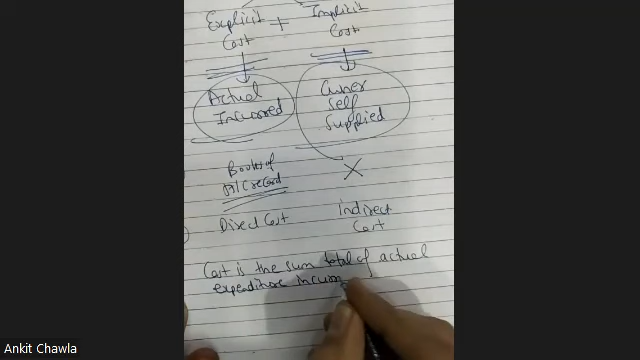 Explicit + Implicit
Cost Cost
Actual
Incurred
Owner
Self
Supplied
Books of
A/C record
X
Direct Cost
indirect
Cost
Cost is the sum total of actual
expenditure incurr
Ankit Chawla